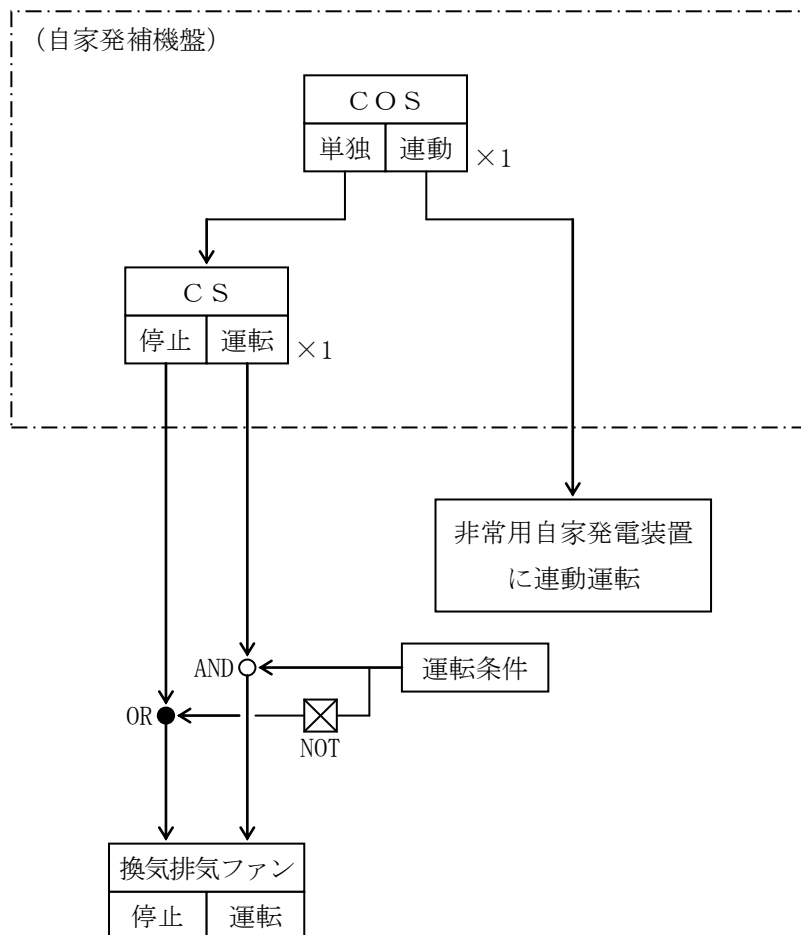 (自家発補機盤)
COS
単独 連動 ×1
CS
停止 運転 ×1
非常用自家発電装置
に連動運転
AND 運転条件
OR
NOT
換気排気ファン
停止 運転